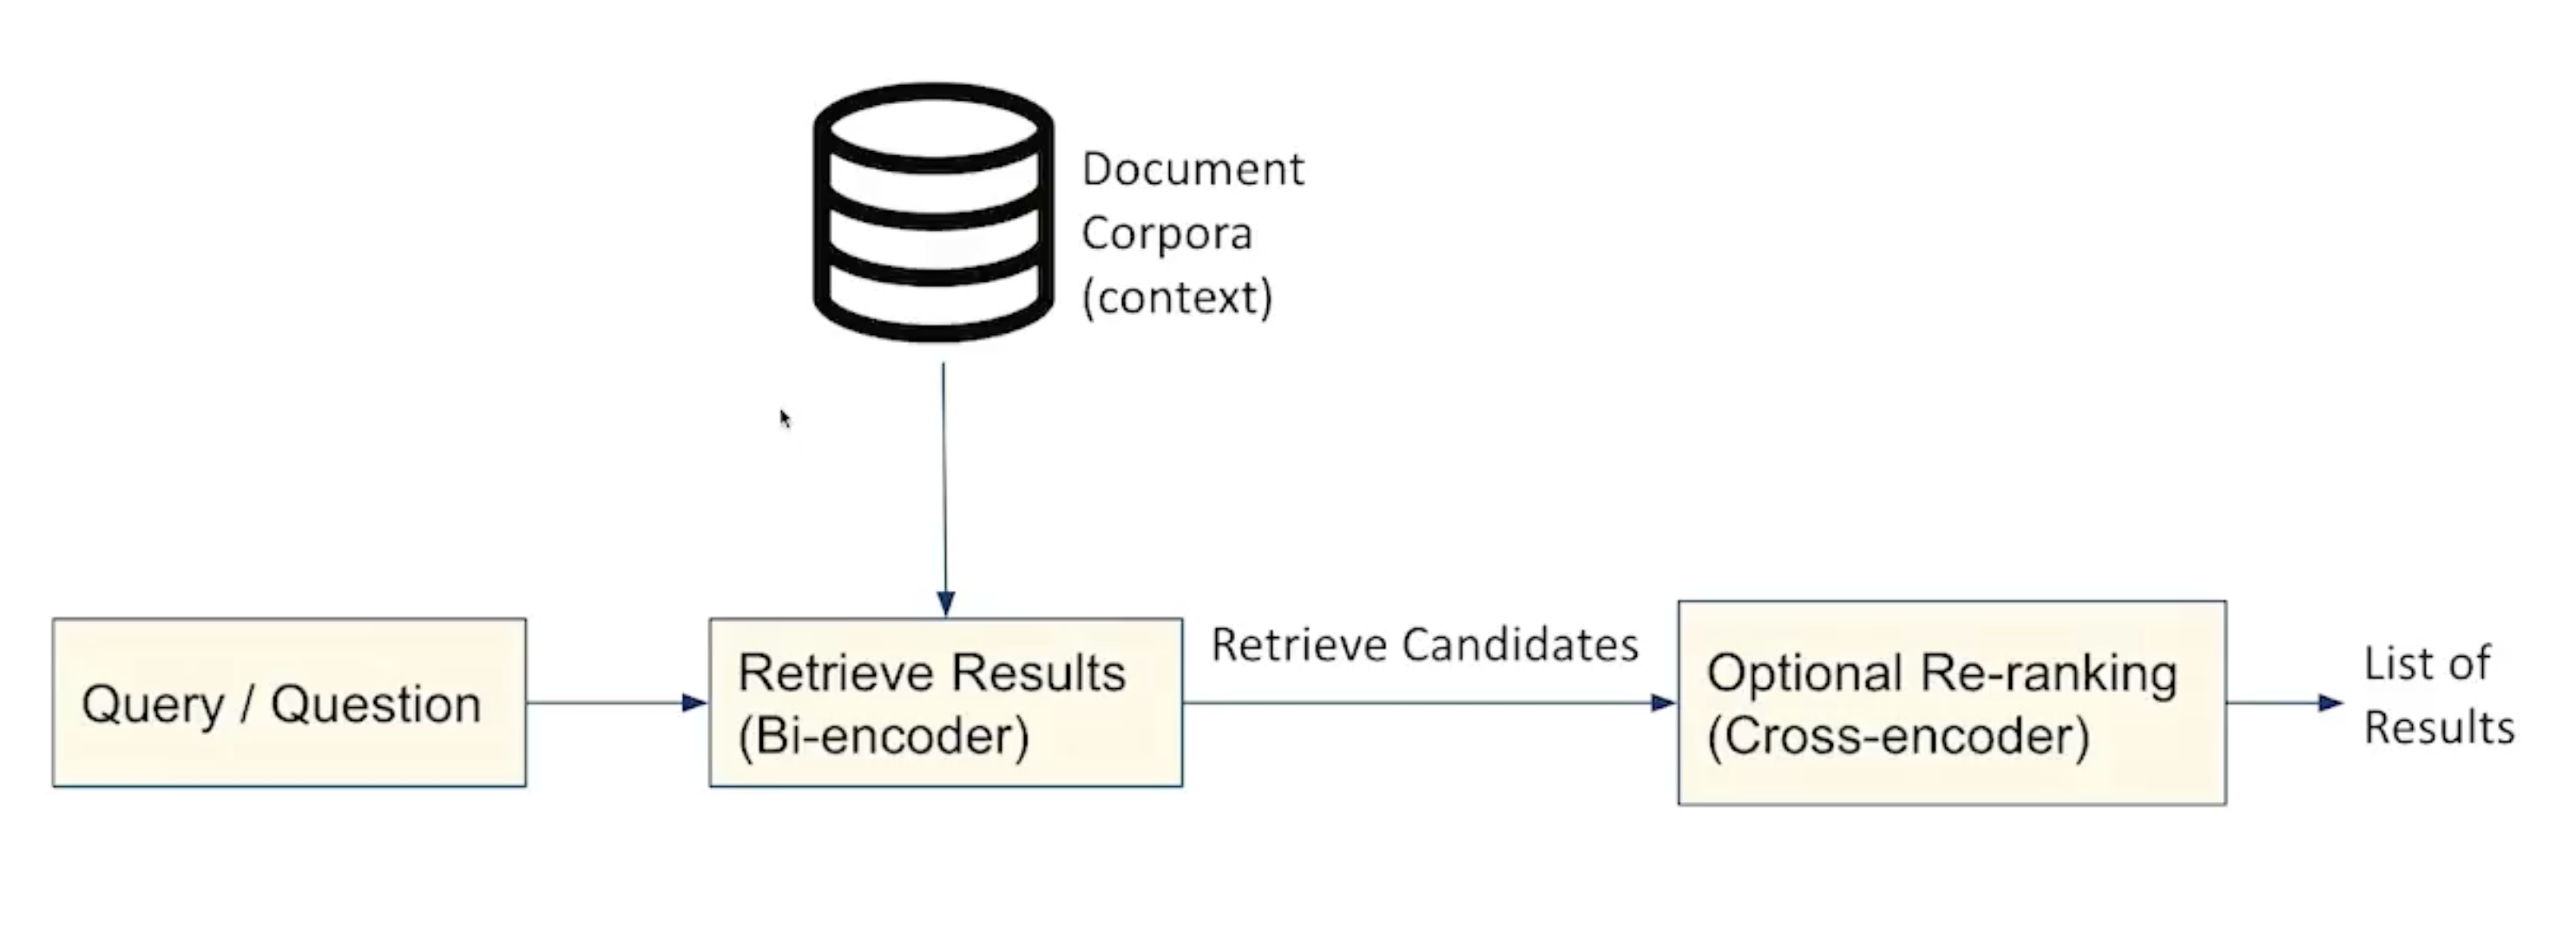 Document
Corpora
(context)
Query / Question
Retrieve Results
(Bi-encoder)
Retrieve Candidates
Optional Re-ranking
(Cross-encoder)
List of
Results